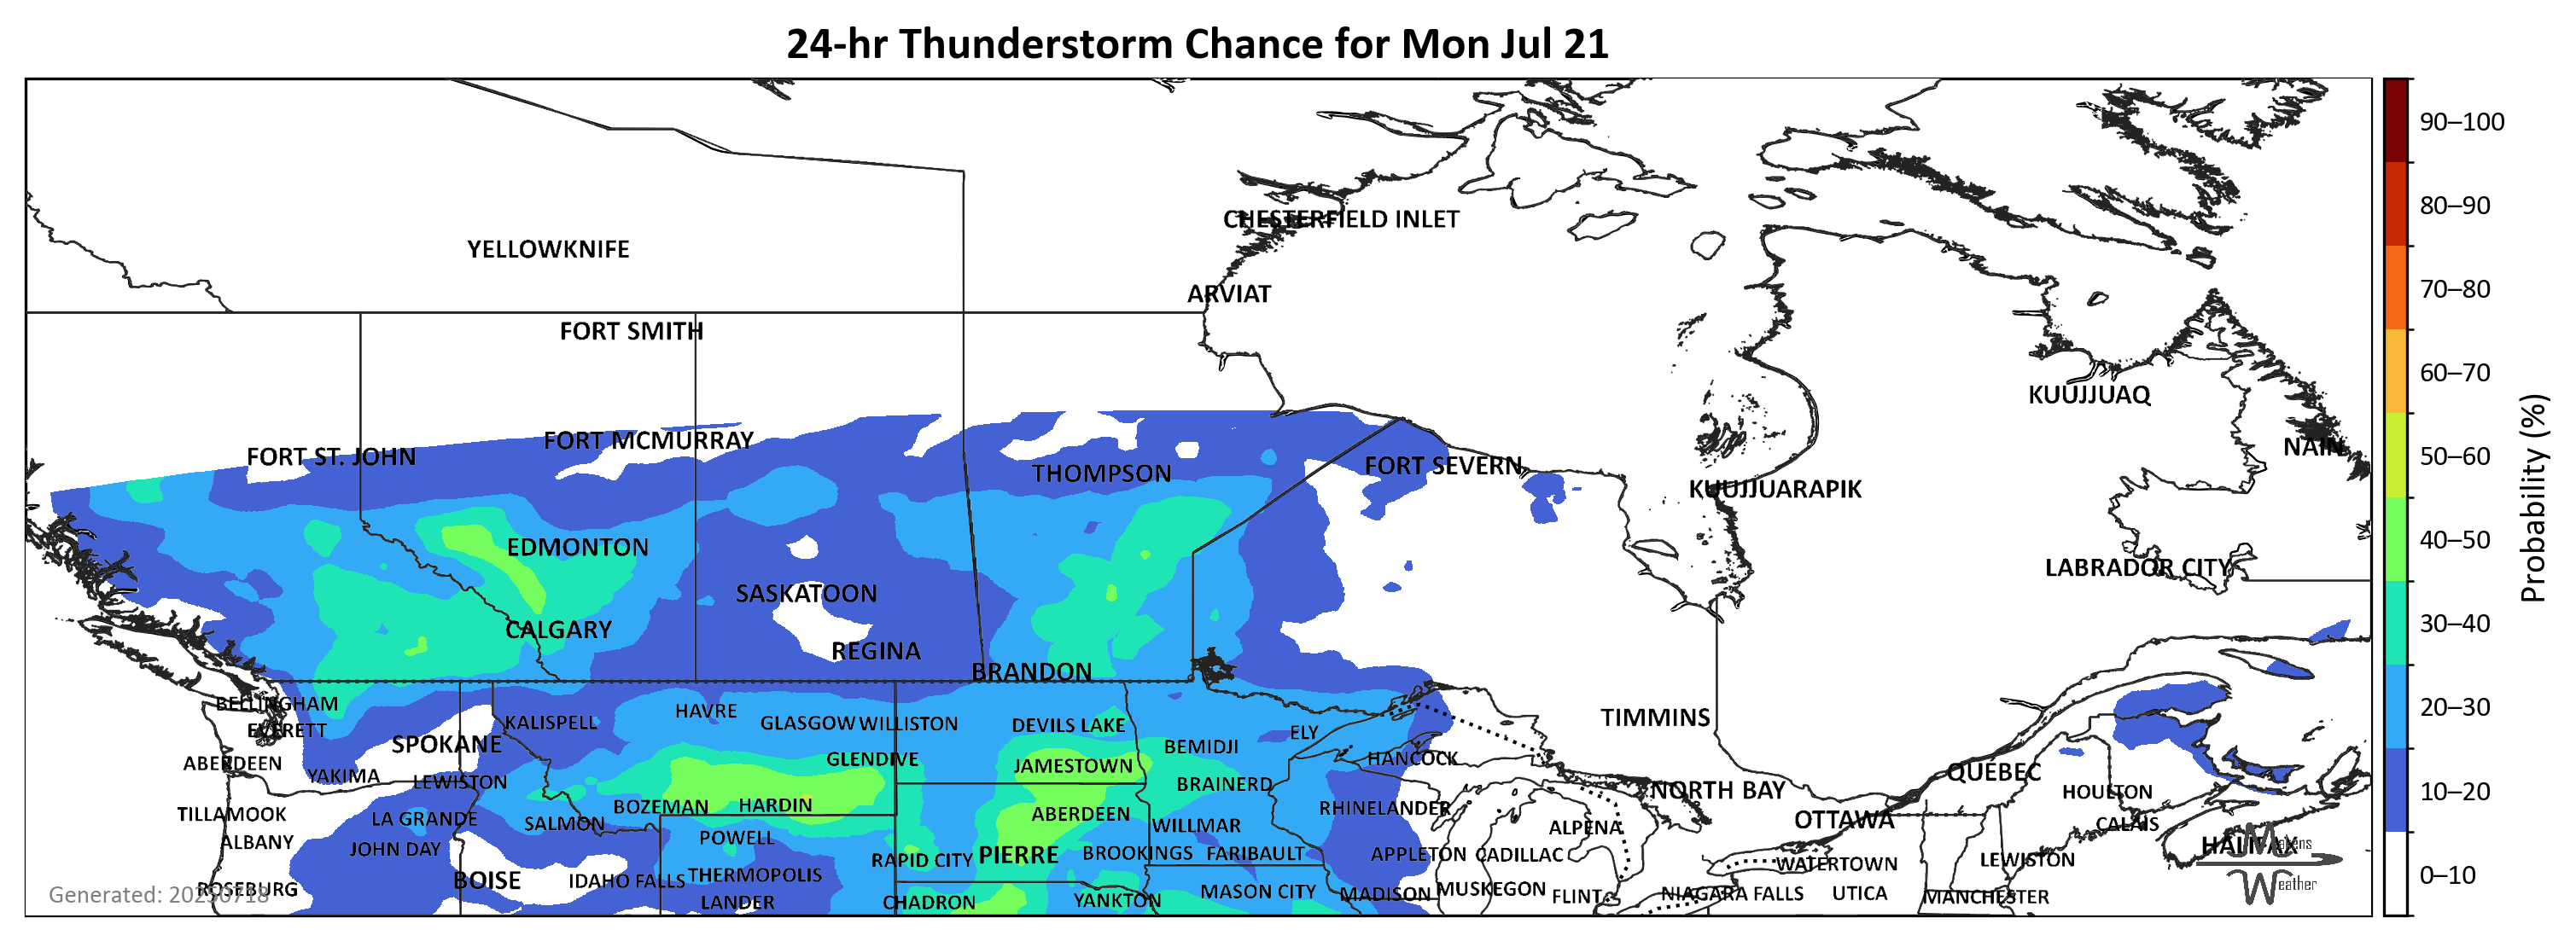 24-hr Thunderstorm Chance for Mon Jul 21
90–100
80–90
70–80
60–70
50–60
40–50
30–40
20–30
10–20
0–10
Probability (%)
CHESTERFIELD INLET
YELLOWKNIFE
ARVIAT
FORT SMITH
KUUJJUAQ
FORT MCMURRAY
NAIN
FORT ST. JOHN
FORT SEVERN
THOMPSON
KUUJJUARAPIK
EDMONTON
LABRADOR CITY
SASKATOON
CALGARY
REGINA
BRANDON
BELLINGHAM
HAVRE
TIMMINS
KALISPELL
GLASGOW
WILLISTON
DEVILS LAKE
EVERETT
ELY
SPOKANE
BEMIDJI
GLENDIVE
HANCOCK
ABERDEEN
JAMESTOWN
QUÉBEC
YAKIMA
LEWISTON
BRAINERD
NORTH BAY
HOULTON
BOZEMAN
HARDIN
RHINELANDER
TILLAMOOK
ABERDEEN
LA GRANDE
OTTAWA
SALMON
WILLMAR
CALAIS
ALPENA
POWELL
ALBANY
HALIFAX
Makens
JOHN DAY
BROOKINGS
FARIBAULT
PIERRE
APPLETON
CADILLAC
RAPID CITY
LEWISTON
WATERTOWN
THERMOPOLIS
BOISE
IDAHO FALLS
Weather
ROSEBURG
MUSKEGON
MASON CITY
MADISON
NIAGARA FALLS
UTICA
Generated: 20250718
FLINT
MANCHESTER
YANKTON
LANDER
CHADRON